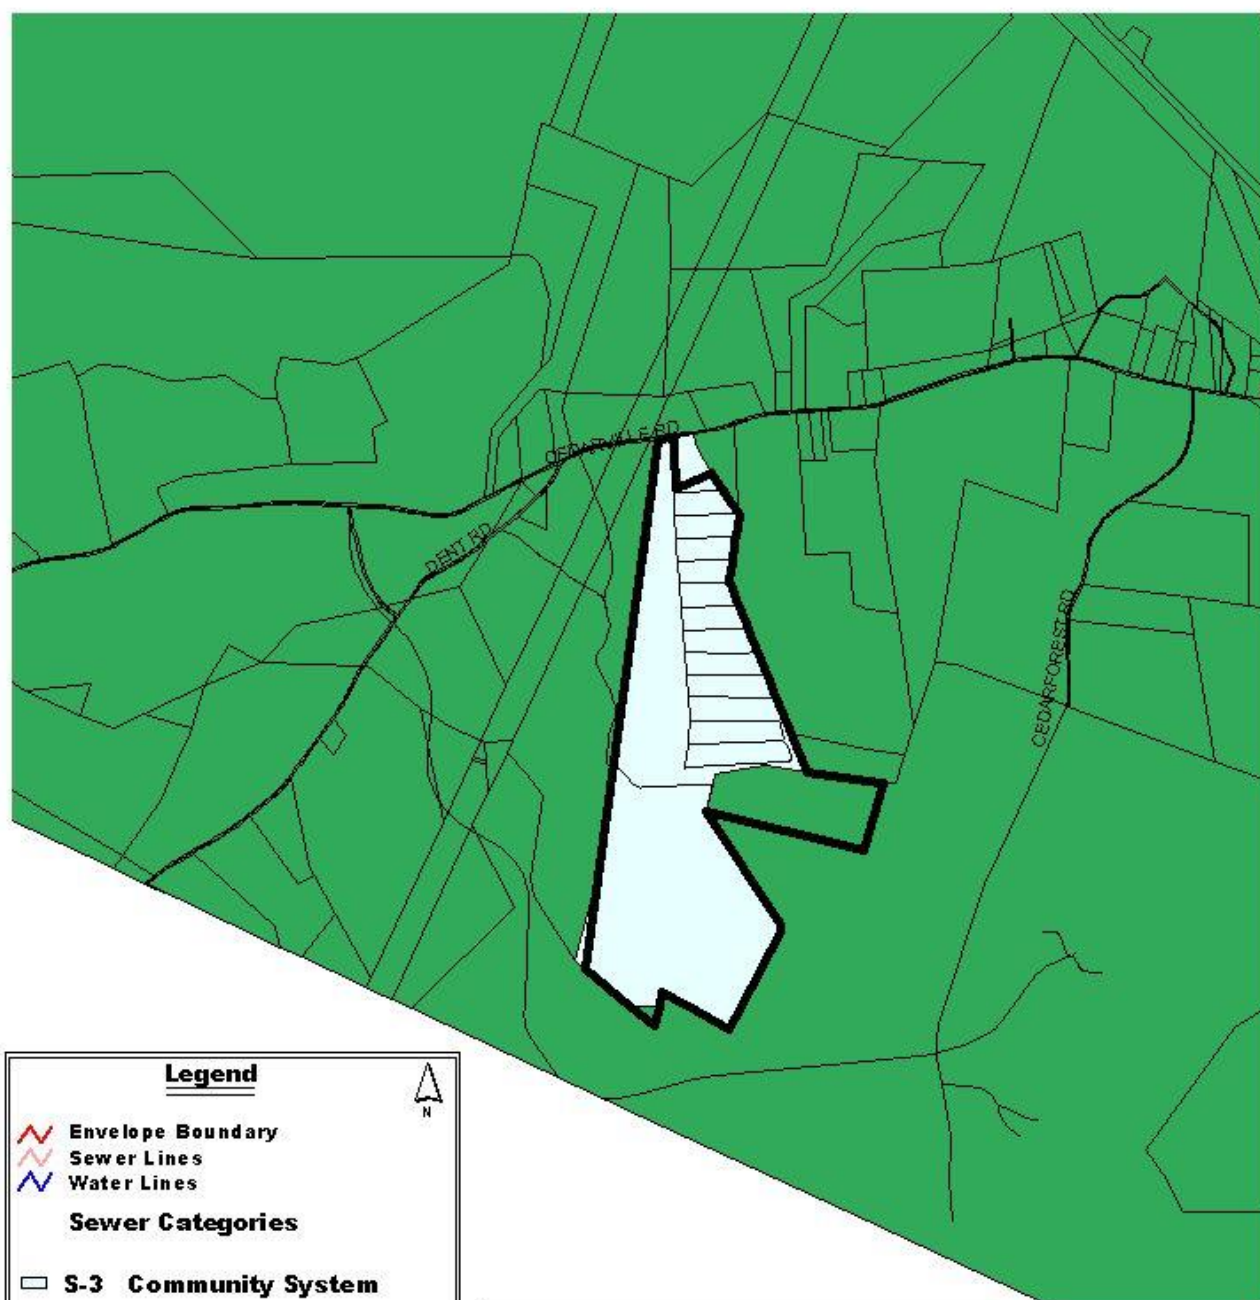 CEDARVILLE RD
DENT RD
CEDARFOREST RD
Legend
N
Envelope Boundary
Sewer Lines
Water Lines
Sewer Categories
S-3 Community System